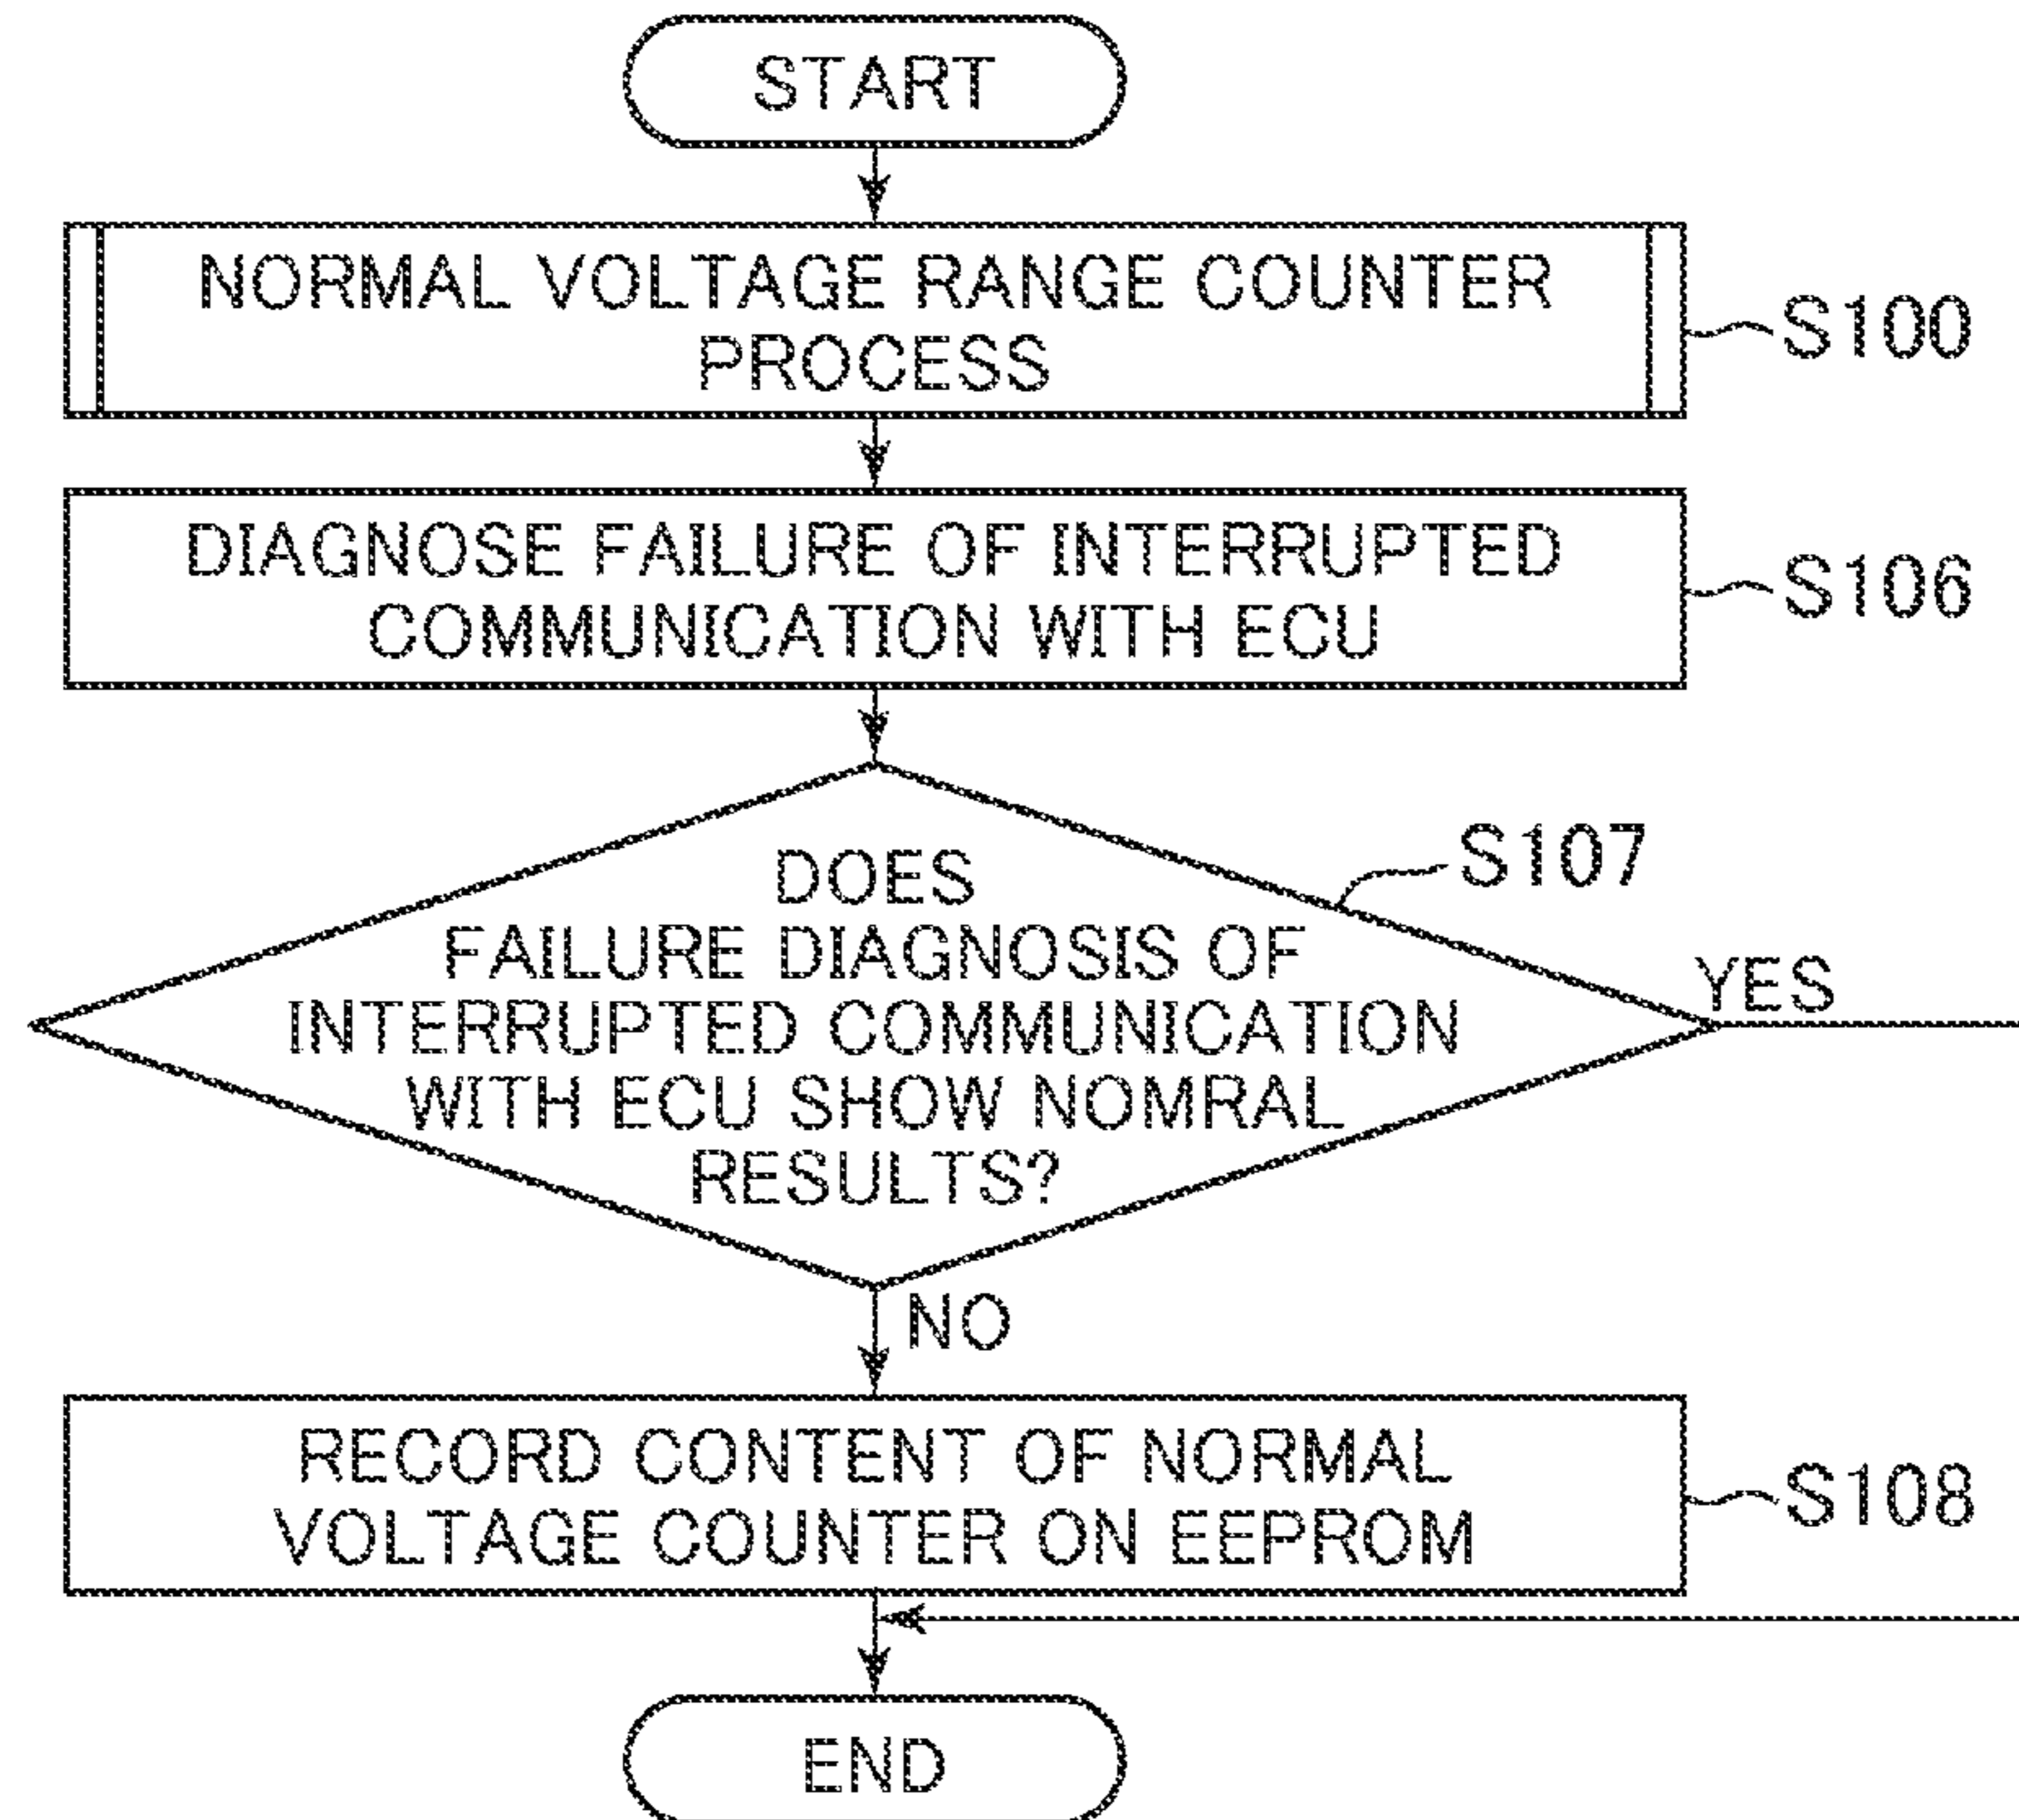 START
NORMAL VOLTAGE RANGE COUNTER
PROCESS
S100
DIAGNOSE FAILURE OF INTERRUPTED
COMMUNICATION WITH ECU
S106
DOES
FAILURE DIAGNOSIS OF
INTERRUPTED COMMUNICATION
WITH ECU SHOW NOMRAL
RESULTS?
S107
YES
NO
RECORD CONTENT OF NORMAL
VOLTAGE COUNTER ON EEPROM
S108
END